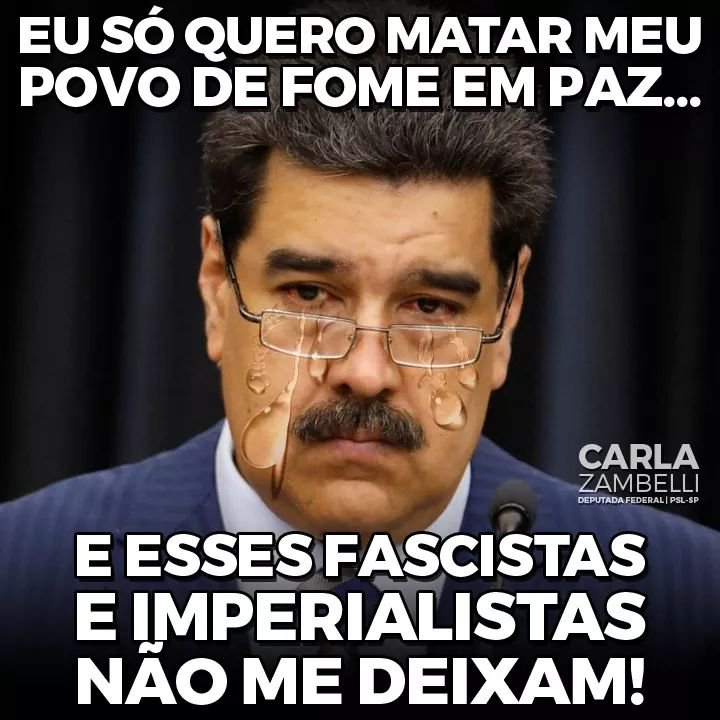 EU SÓ QUERO MATAR MEU
POVO DE FOME EM PAZ...
CARLA
ZAMBELLI
DEPUTADA FEDERAL | PSL-SP
E ESSES FASCISTAS
E IMPERIALISTAS
NÃO ME DEIXAM!